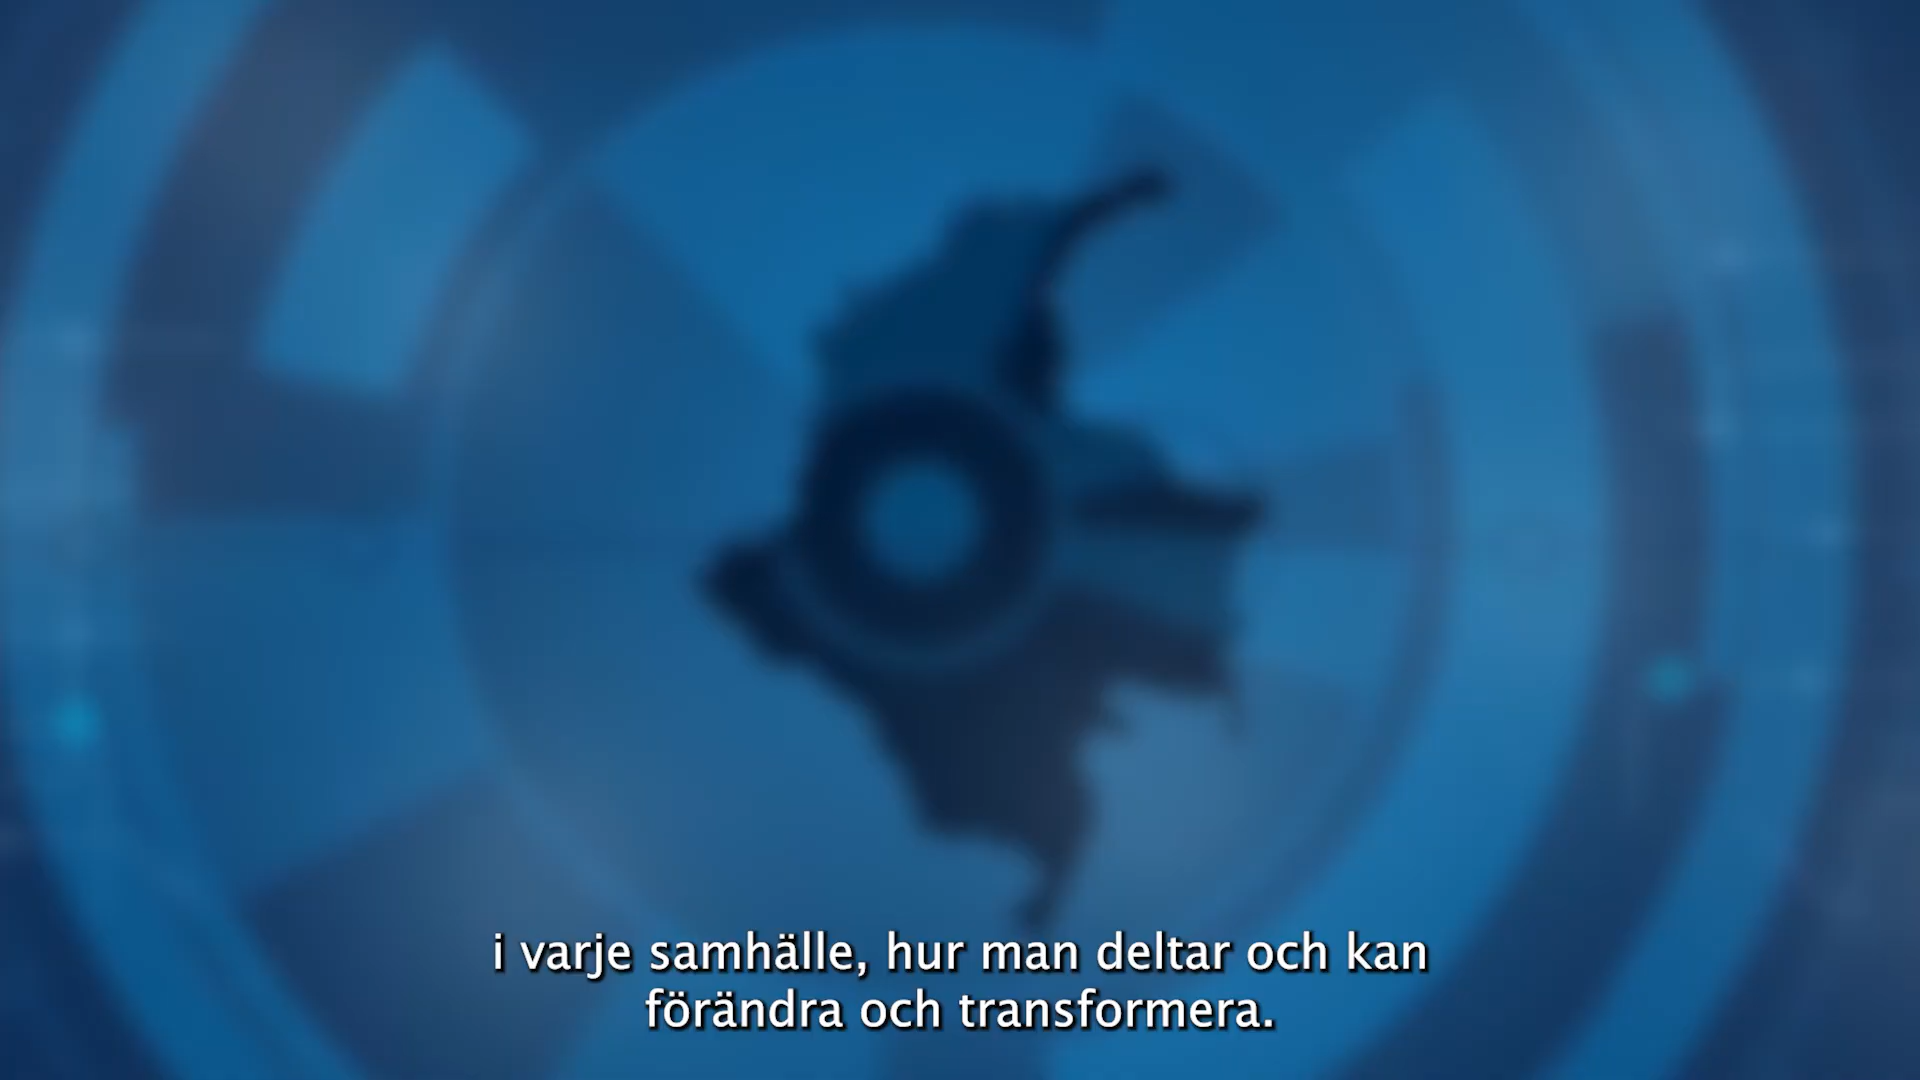 i varje samhälle, hur man deltar och kan
förändra och transformera.